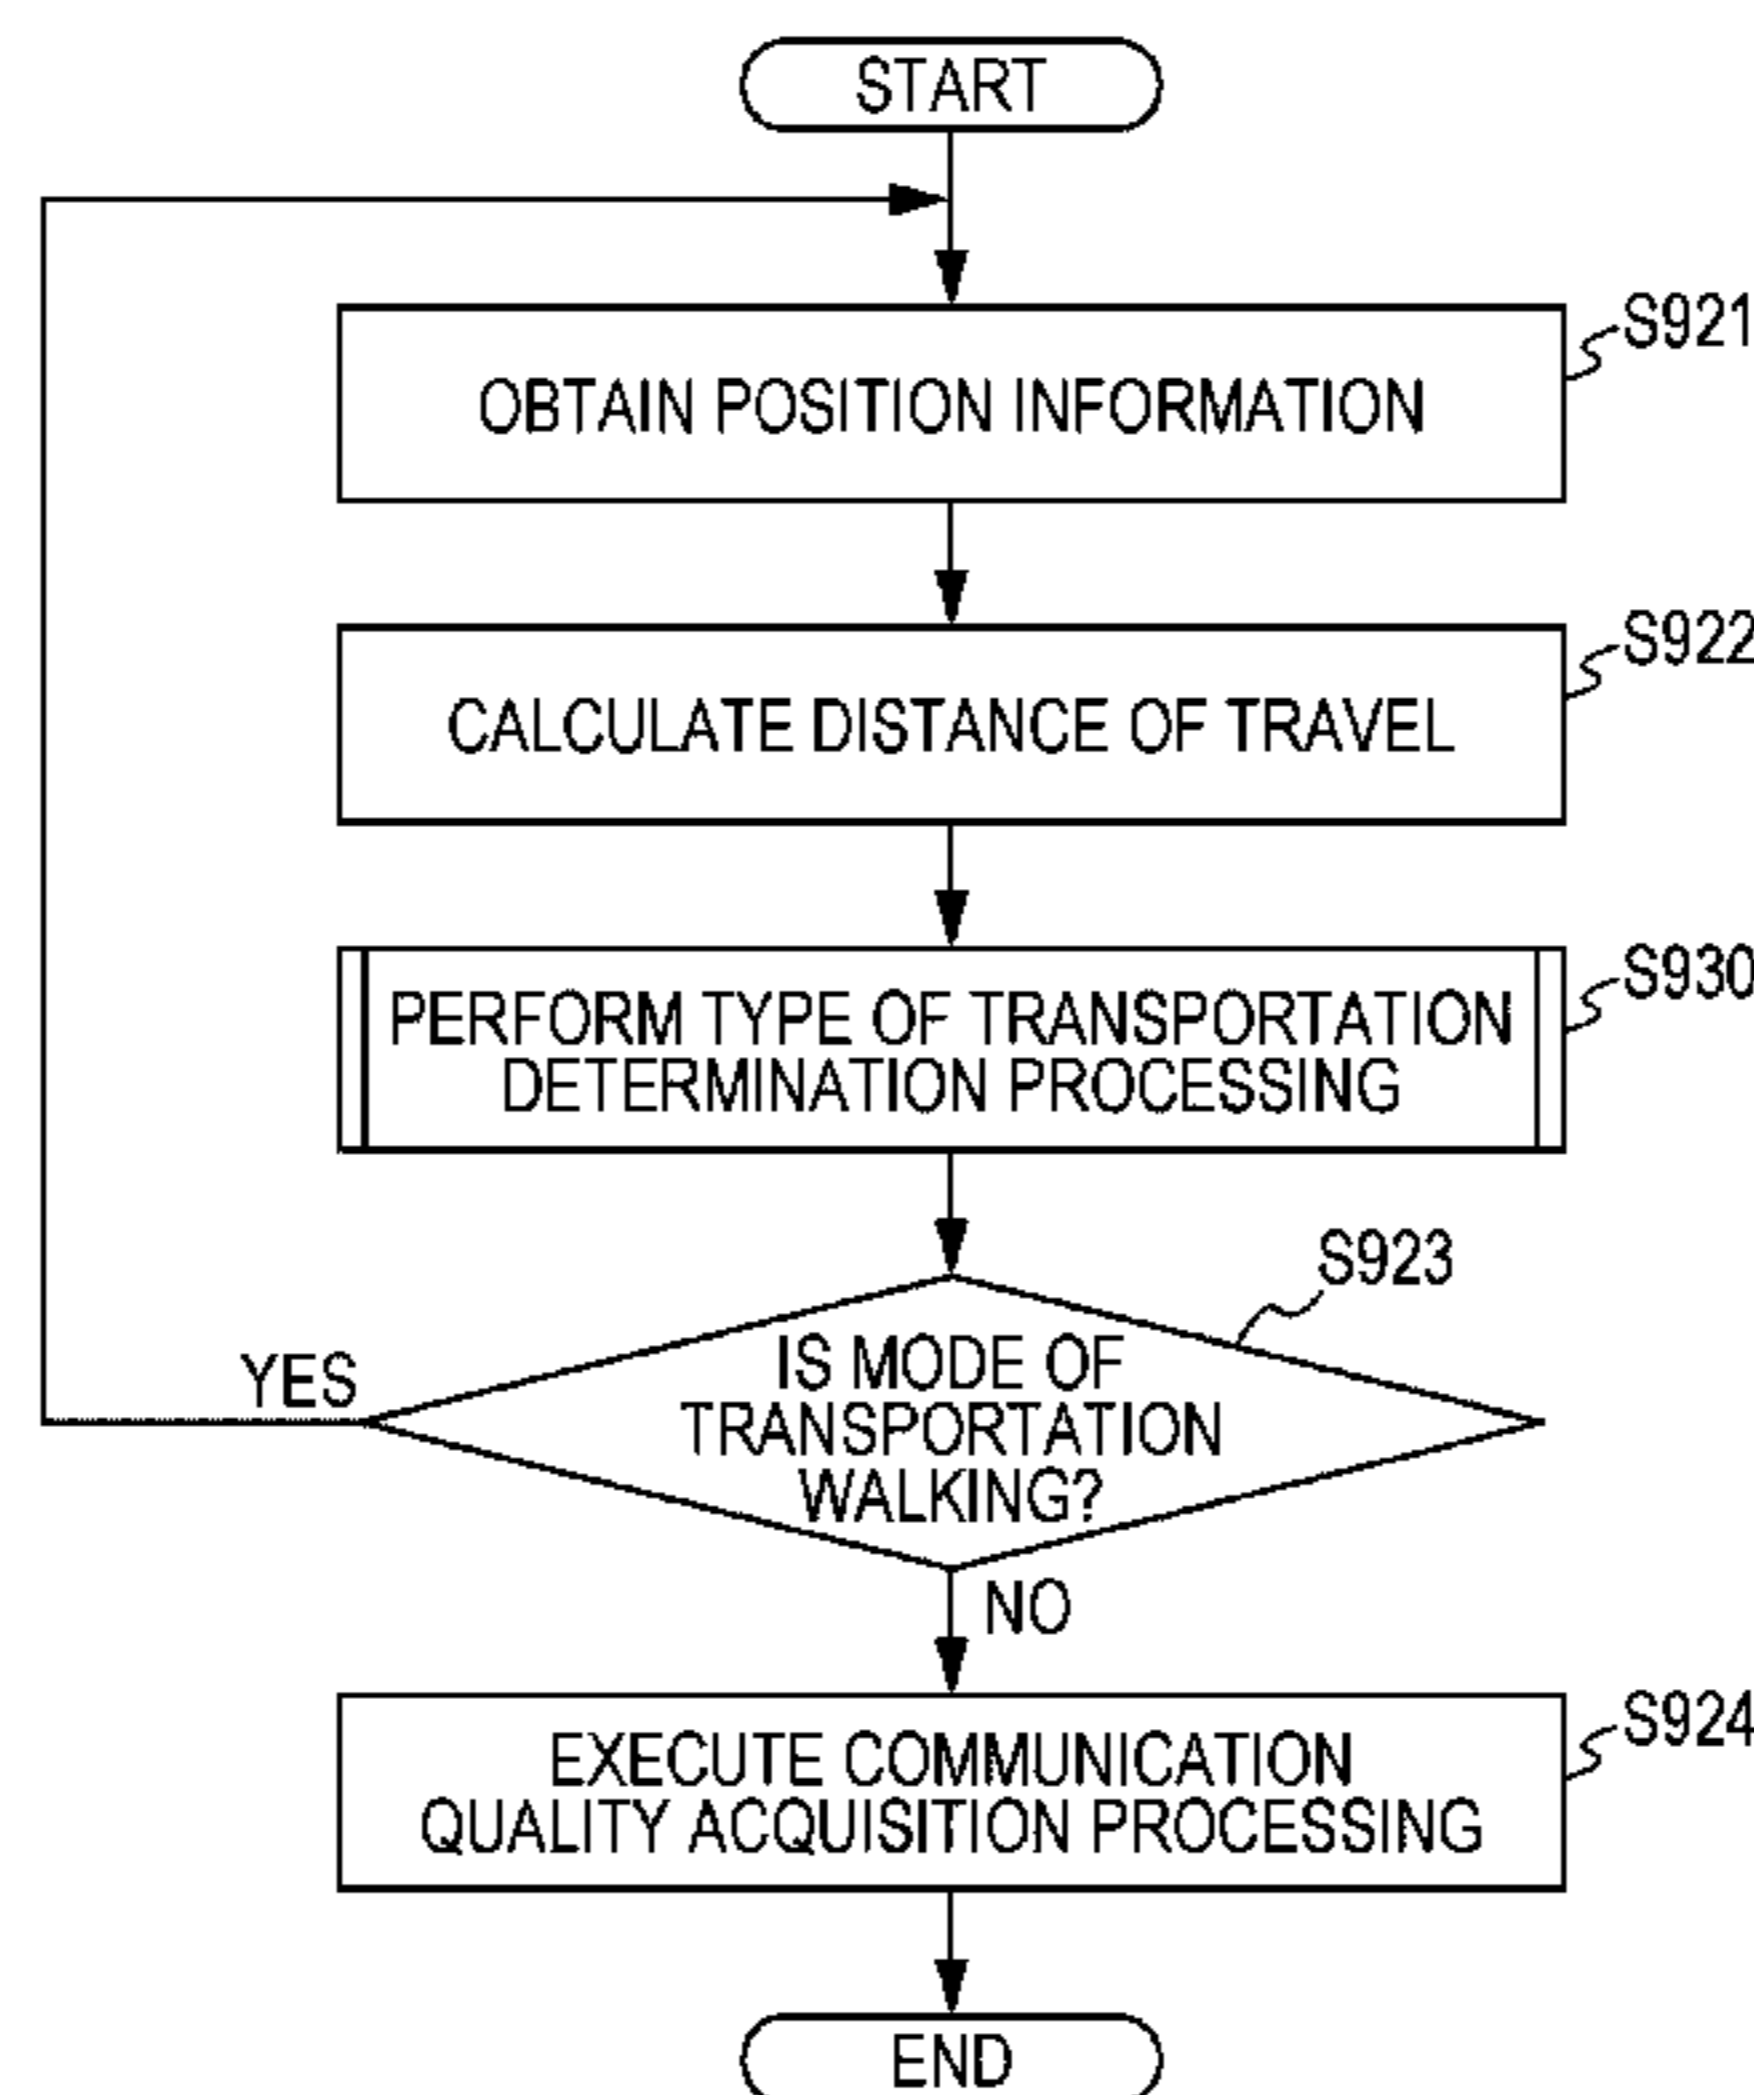 START
OBTAIN POSITION INFORMATION
S921
CALCULATE DISTANCE OF TRAVEL
S922
PERFORM TYPE OF TRANSPORTATION
DETERMINATION PROCESSING
S930
IS MODE OF
TRANSPORTATION
WALKING?
S923
YES
NO
EXECUTE COMMUNICATION
QUALITY ACQUISITION PROCESSING
S924
END